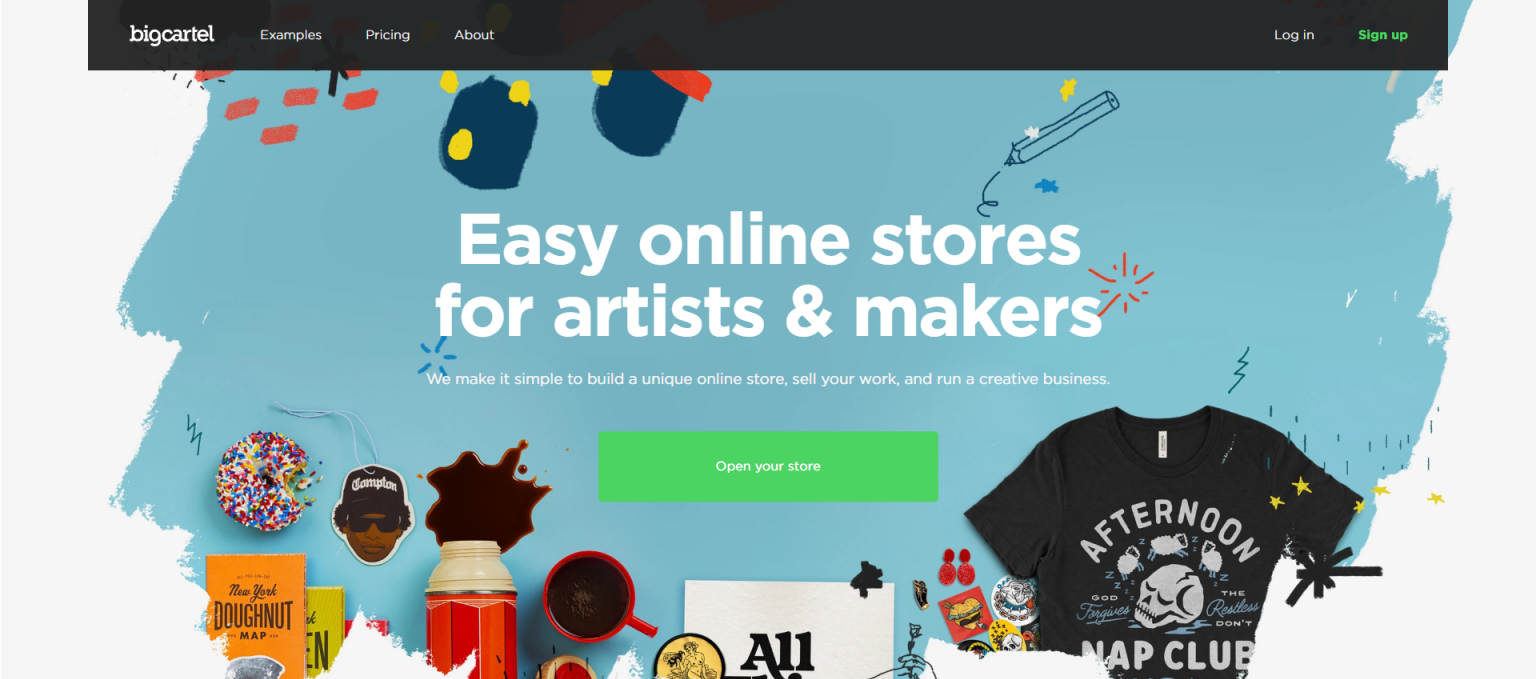 bigcartel
Examples
Pricing
About
Log in
Sign up
Easy online stores
for artists & makers
We make it simple to build a unique online store, sell your work, and run a creative business.
Open your store
Compton
New York
DOUGHNUT
MAP
EN
All
AFTERNOON
Z Z
Z Z
Z Z
Z Z
GOD
Forgives
THE
Restless
DON'T
NAP CLUB